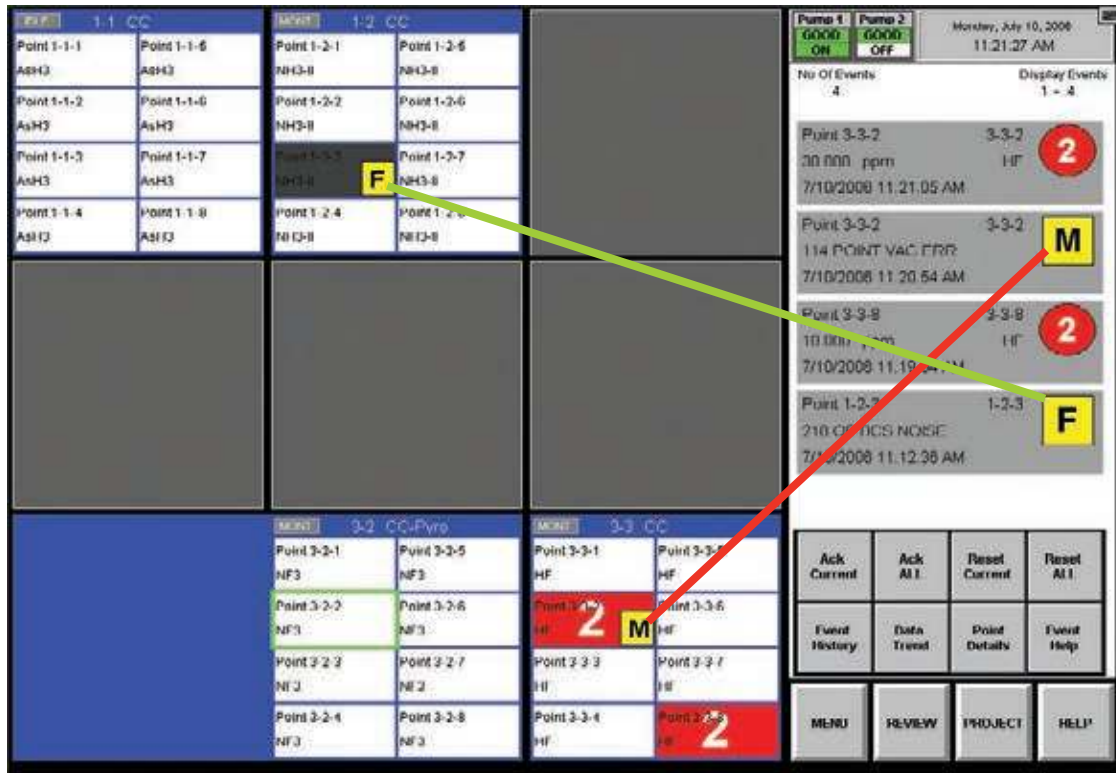 1-1 CC
Point 1-1-1
AsH3
Point 1-1-6
AsH3
Point 1-1-2
AsH3
Point 1-1-6
AsH3
Point 1-1-3
AsH3
Point 1-1-7
AsH3
Point 1-1-4
AsH3
Point 1-1-8
AsH3
MONT 1-2 CC
Point 1-2-1
NH3-II
Point 1-2-6
NH3-II
Point 1-2-2
NH3-II
Point 1-2-6
NH3-II
F
Point 1-2-7
NH3-II
Point 1-2-4
NH3-II
Point
NH3-II
MONT 3-2 CC-Pyro
Point 3-2-1
NF3
Point 3-2-5
NF3
Point 3-2-2
NF3
Point 3-2-6
NF3
Point 3-2-3
NF3
Point 3-2-7
NF3
Point 3-2-4
NF3
Point 3-2-8
NF3
MONT 3-3 CC
Point 3-3-1
HF
Point
HF
2
M
Point 3-3-6
HF
Point 3-3-3
HF
Point 3-3-7
HF
Point 3-3-4
HF
2
Pump 1 Pump 2
GOOD GOOD
ON OFF
Monday, July 10, 2006
11:21:27 AM
No Of Events Display Events
4 1 - 4
Point 3-3-2 3-3-2
30.000 ppm HF
2
7/10/2006 11:21:05 AM
Point 3-3-2 3-3-2
114 POINT VAC ERR
M
7/10/2006 11:20:54 AM
Point 3-3-8 3-3-8
10.000 ppm HF
2
7/10/2006
Point 1-2-3 1-2-3
210 OPTICS NOISE
F
7/10/2006 11:12:36 AM
Ack Current
Ack ALL
Reset Current
Reset ALL
Event History
Data Trend
Point Details
Event Help
MENU
REVIEW
PROJECT
HELP